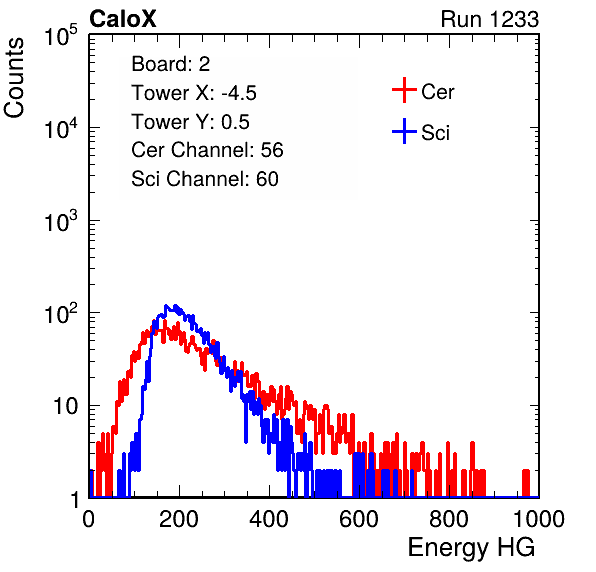 CaloX
Run 1233
Counts
Energy HG
Board: 2
Tower X: -4.5
Tower Y: 0.5
Cer Channel: 56
Sci Channel: 60
Cer
Sci
10^5
10^4
10^3
10^2
10
1
0 200 400 600 800 1000